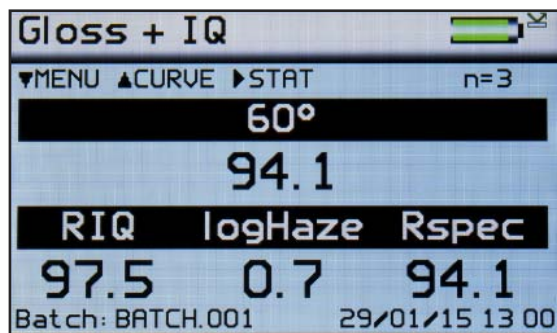 Gloss + IQ
▼MENU ▲CURVE ▶STAT n=3
60°
94.1
RIQ logHaze Rspec
97.5 0.7 94.1
Batch: BATCH.001 29/01/15 13 00